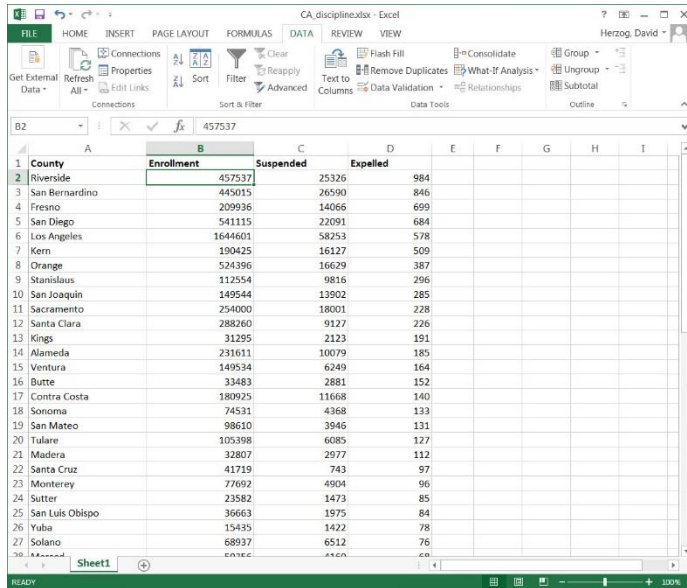 CA_discipline.xlsx - Excel
FILE HOME INSERT PAGE LAYOUT FORMULAS DATA REVIEW VIEW Herzog, David
Get External Data
Refresh All
Connections
Properties
Edit Links
Connections
Sort
Filter
Clear
Reapply
Advanced
Sort & Filter
Text to Columns
Flash Fill
Remove Duplicates
Data Validation
Consolidate
What-If Analysis
Relationships
Data Tools
Group
Ungroup
Subtotal
Outline
B2 fx 457537
A B C D E F G H I
1 County Enrollment Suspended Expelled
2 Riverside 457537 25326 984
3 San Bernardino 445015 26590 846
4 Fresno 209936 14066 699
5 San Diego 541115 22091 684
6 Los Angeles 1644601 58253 578
7 Kern 190425 16127 509
8 Orange 524396 16629 387
9 Stanislaus 112554 9816 296
10 San Joaquin 149544 13902 285
11 Sacramento 254000 18001 228
12 Santa Clara 288260 9127 226
13 Kings 31295 2123 191
14 Alameda 231611 10079 185
15 Ventura 149534 6249 164
16 Butte 33483 2881 152
17 Contra Costa 180925 11668 140
18 Sonoma 74531 4368 133
19 San Mateo 98610 3946 131
20 Tulare 105398 6085 127
21 Madera 32807 2977 112
22 Santa Cruz 41719 743 97
23 Monterey 77692 4904 96
24 Sutter 23582 1473 85
25 San Luis Obispo 36663 1975 84
26 Yuba 15435 1422 78
27 Solano 68937 6512 76
Sheet1
READY 100%